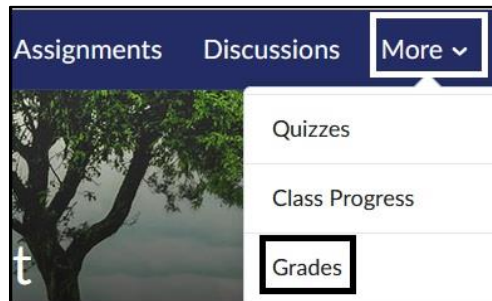 Assignments Discussions More
Quizzes
Class Progress
Grades
t